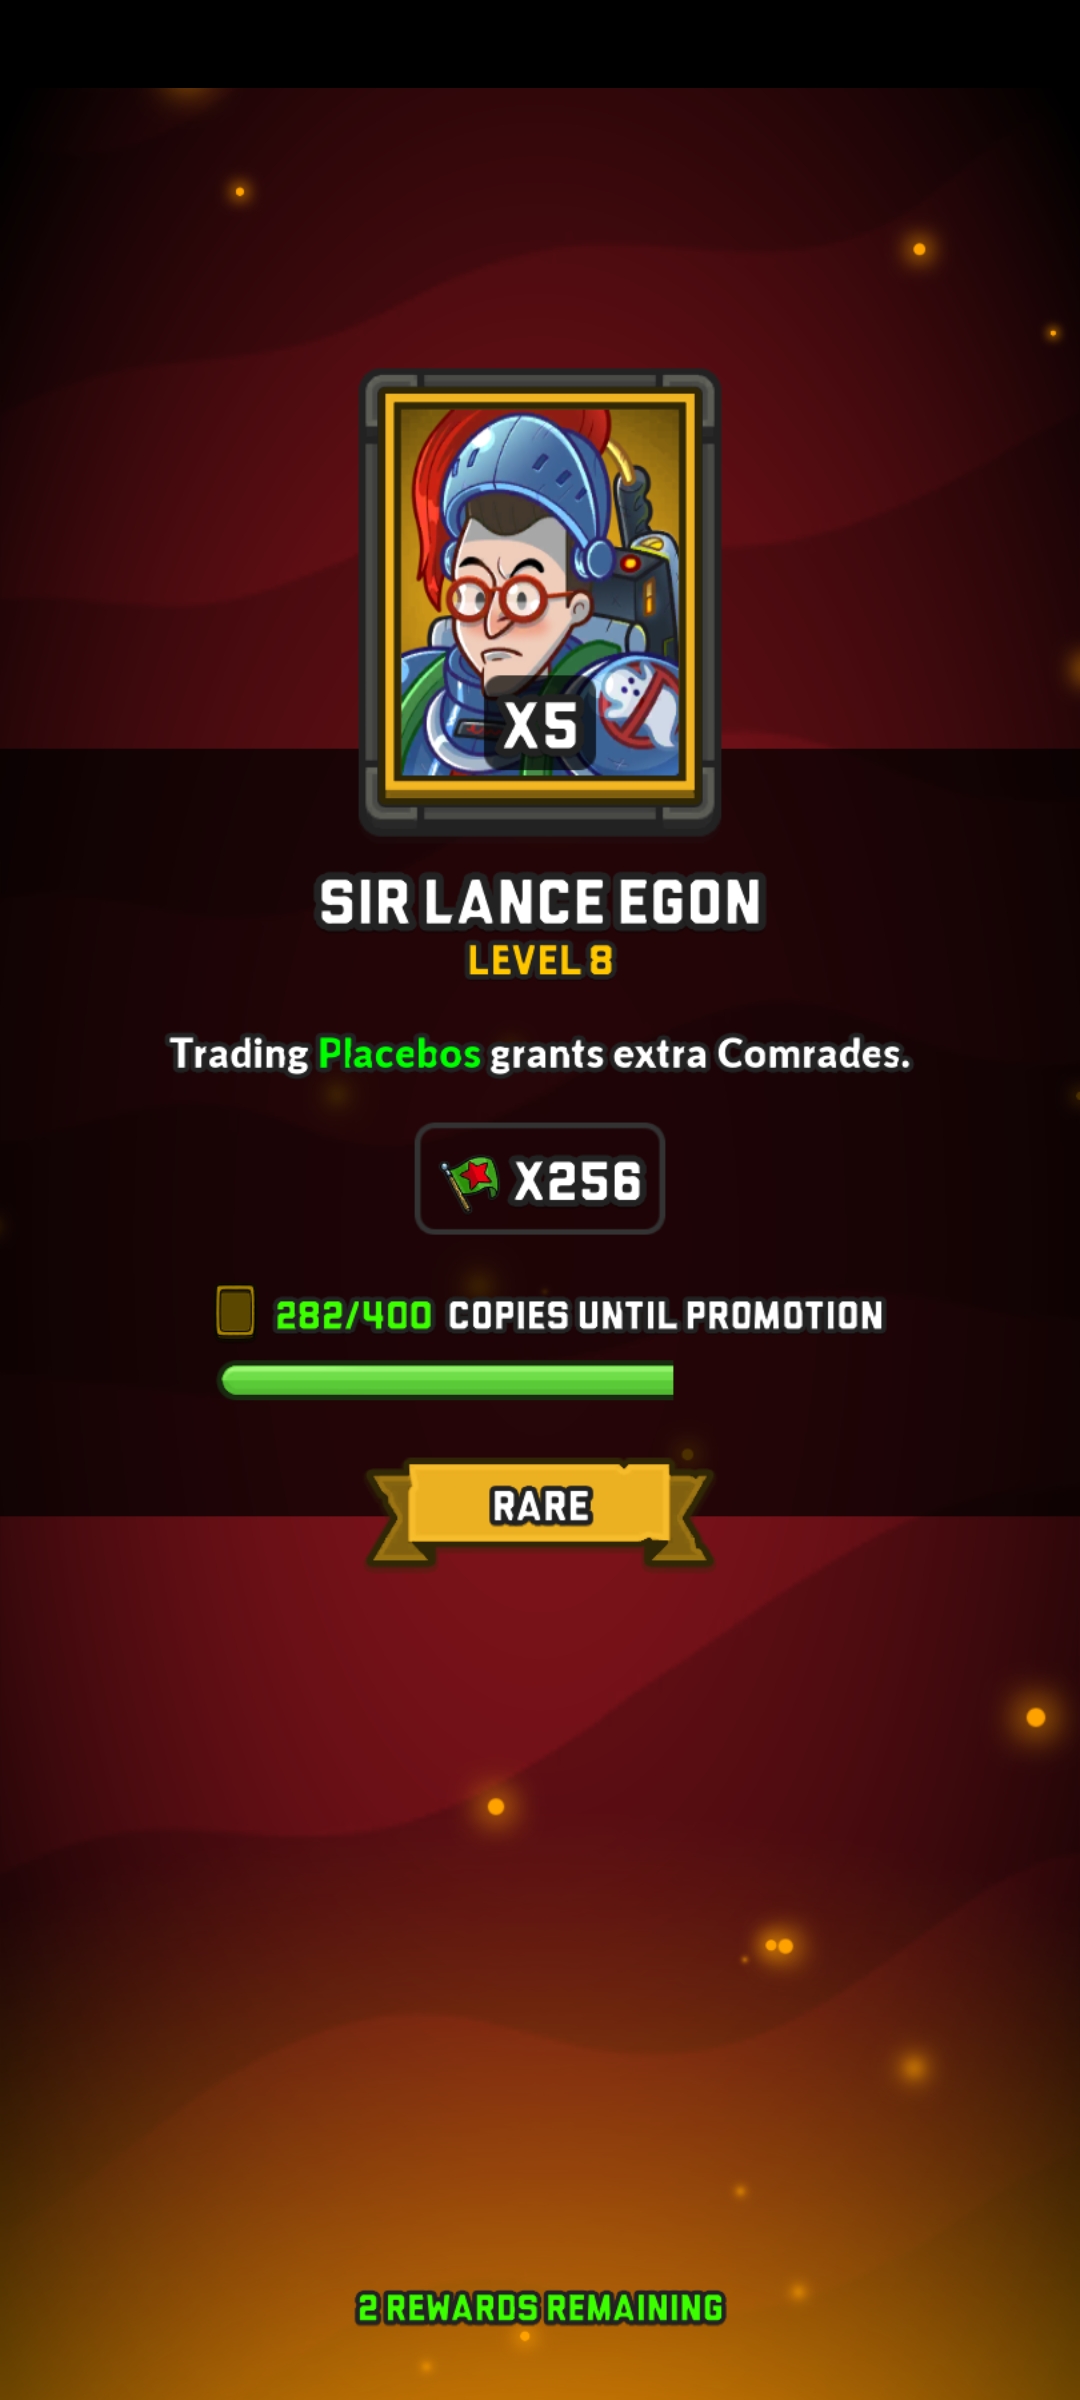 X5
SIR LANCE EGON
LEVEL 8
Trading Placebos grants extra Comrades.
X256
282/400 COPIES UNTIL PROMOTION
RARE
2 REWARDS REMAINING